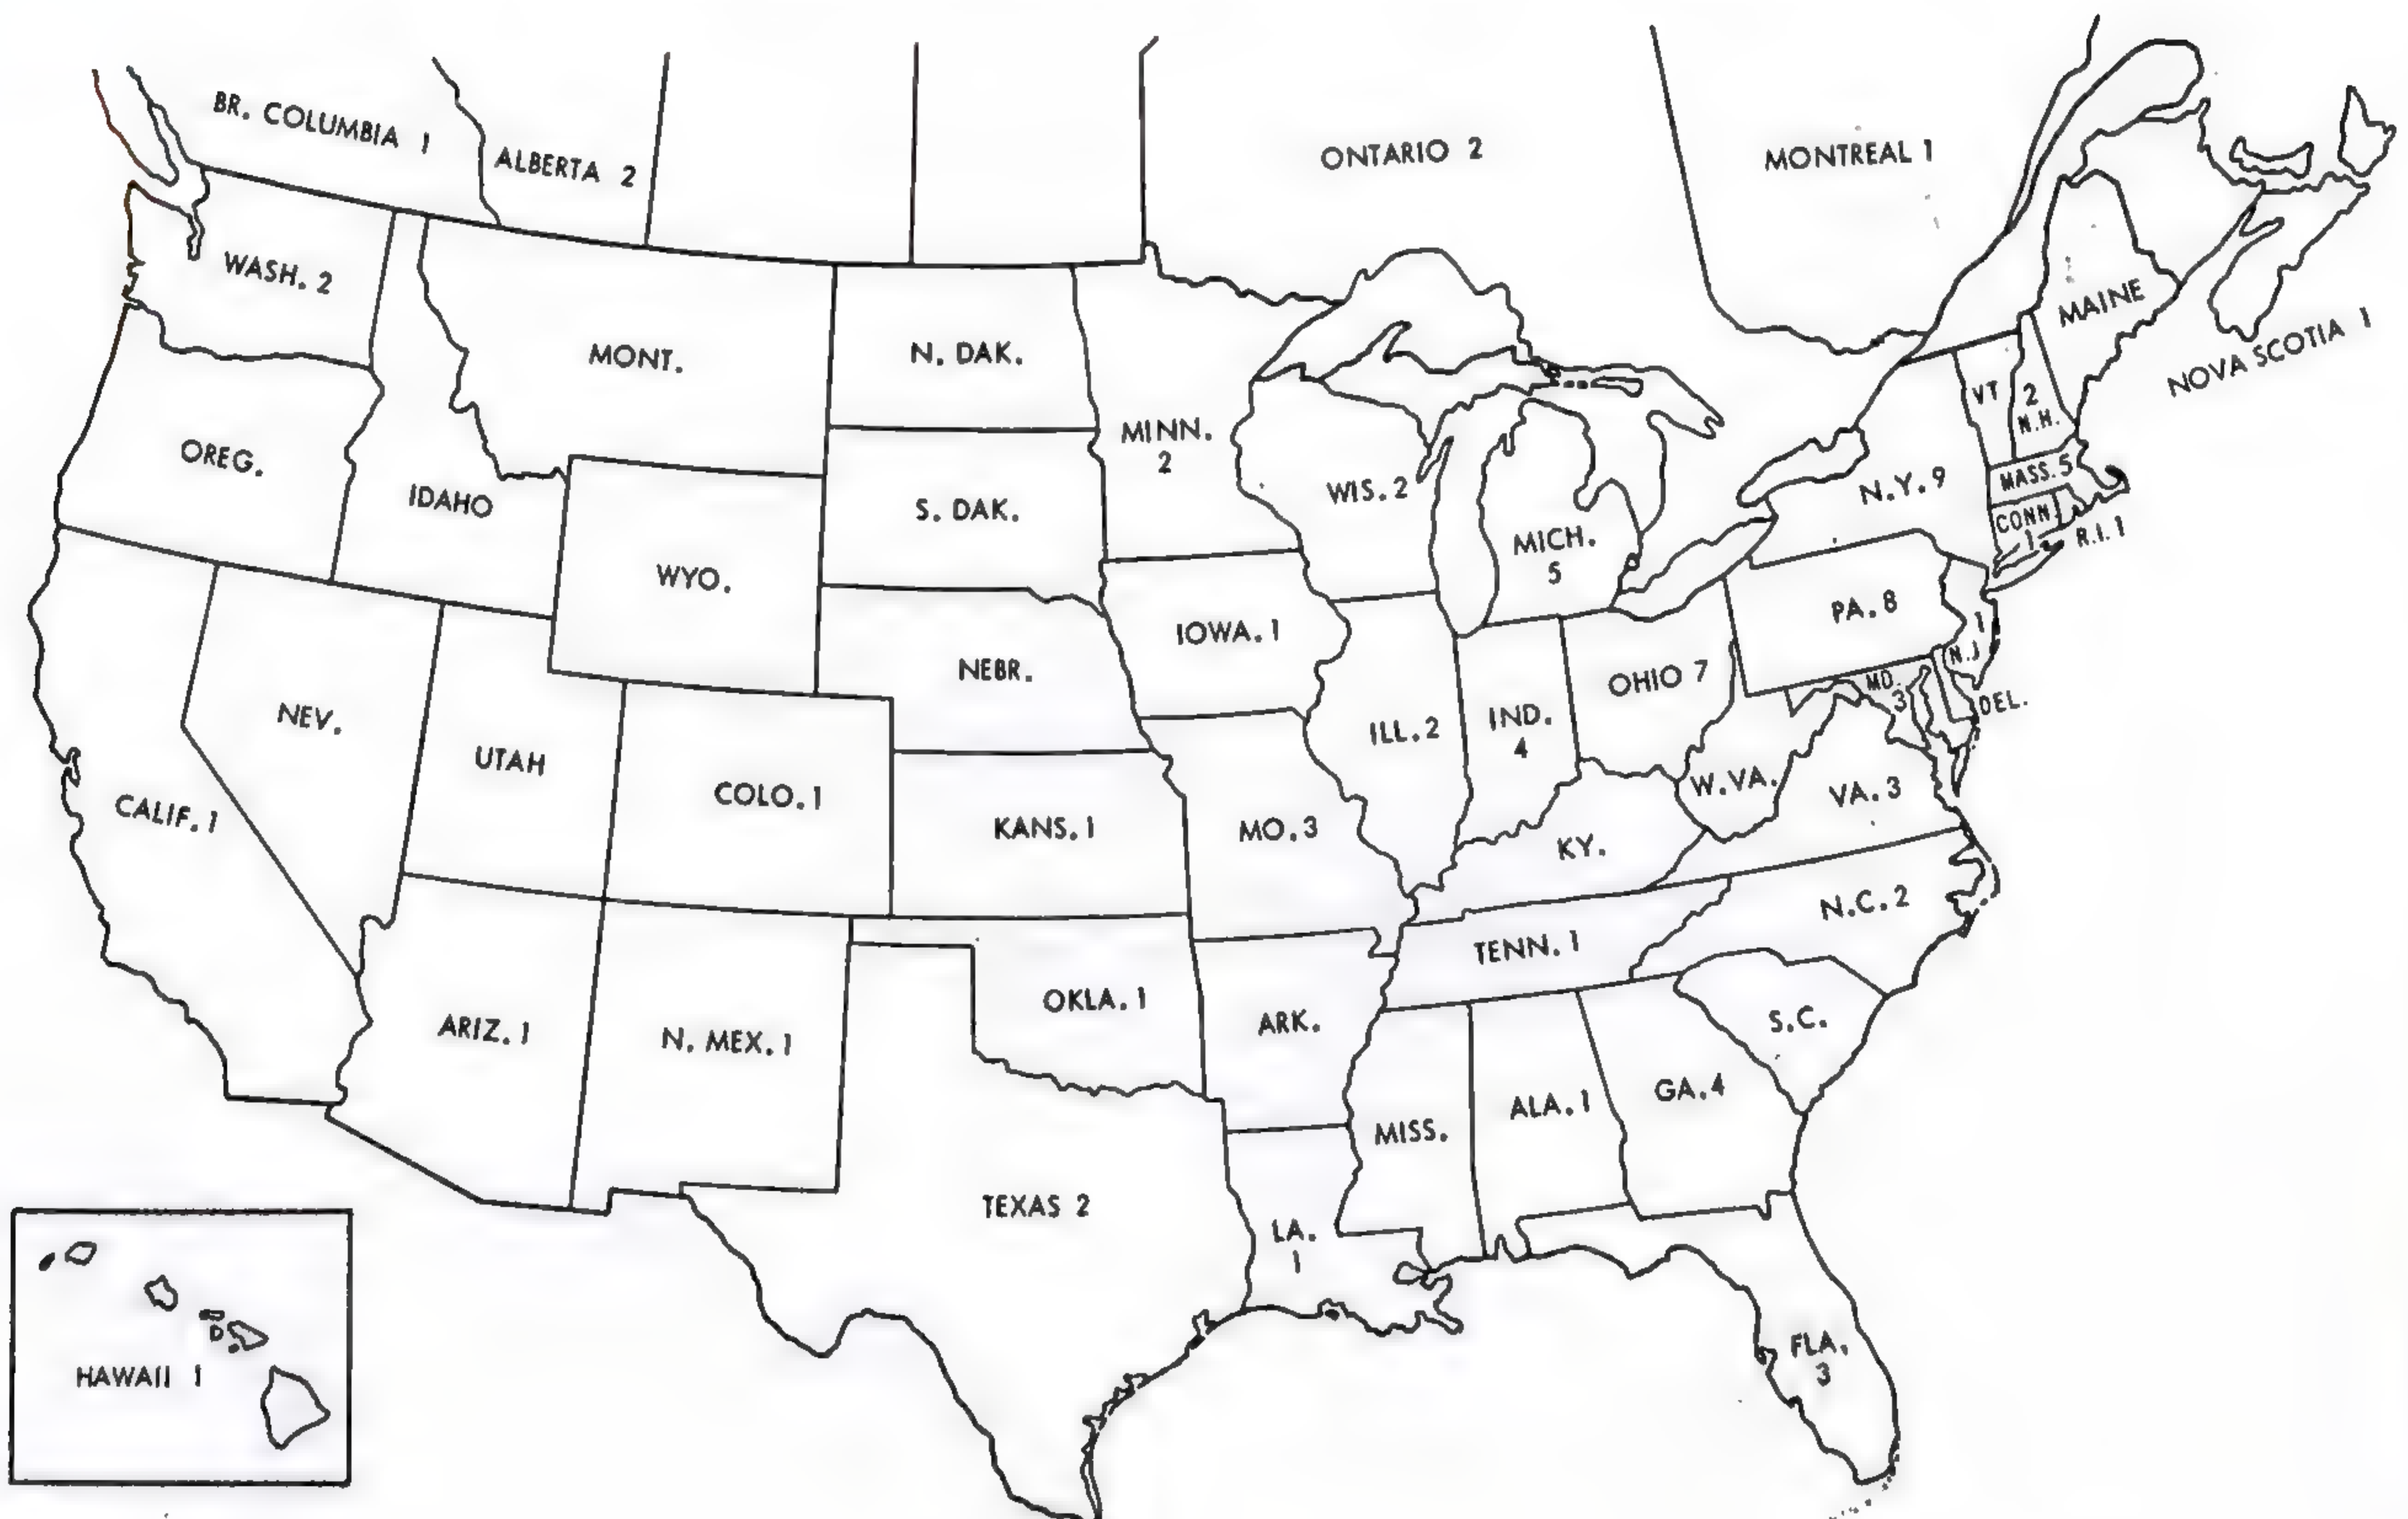 BR. COLUMBIA 1
ALBERTA 2
ONTARIO 2
MONTREAL 1
WASH. 2
MONT.
N. DAK.
MINN.
2
MAINE
NOVA SCOTIA 1
VT
2
N.H.
OREG.
IDAHO
S. DAK.
WIS. 2
MICH.
5
N.Y. 9
MASS. 5
CONN
1
R.I. 1
WYO.
IOWA. 1
PA. 8
1
N.J
NEBR.
OHIO 7
MD.
3
DEL.
NEV.
UTAH
ILL. 2
IND.
4
W.VA.
VA. 3
CALIF. 1
COLO. 1
KANS. 1
MO. 3
KY.
N.C. 2
TENN. 1
ARIZ. 1
N. MEX. 1
OKLA. 1
ARK.
S.C.
MISS.
ALA. 1
GA. 4
TEXAS 2
LA.
1
FLA.
3
HAWAII 1